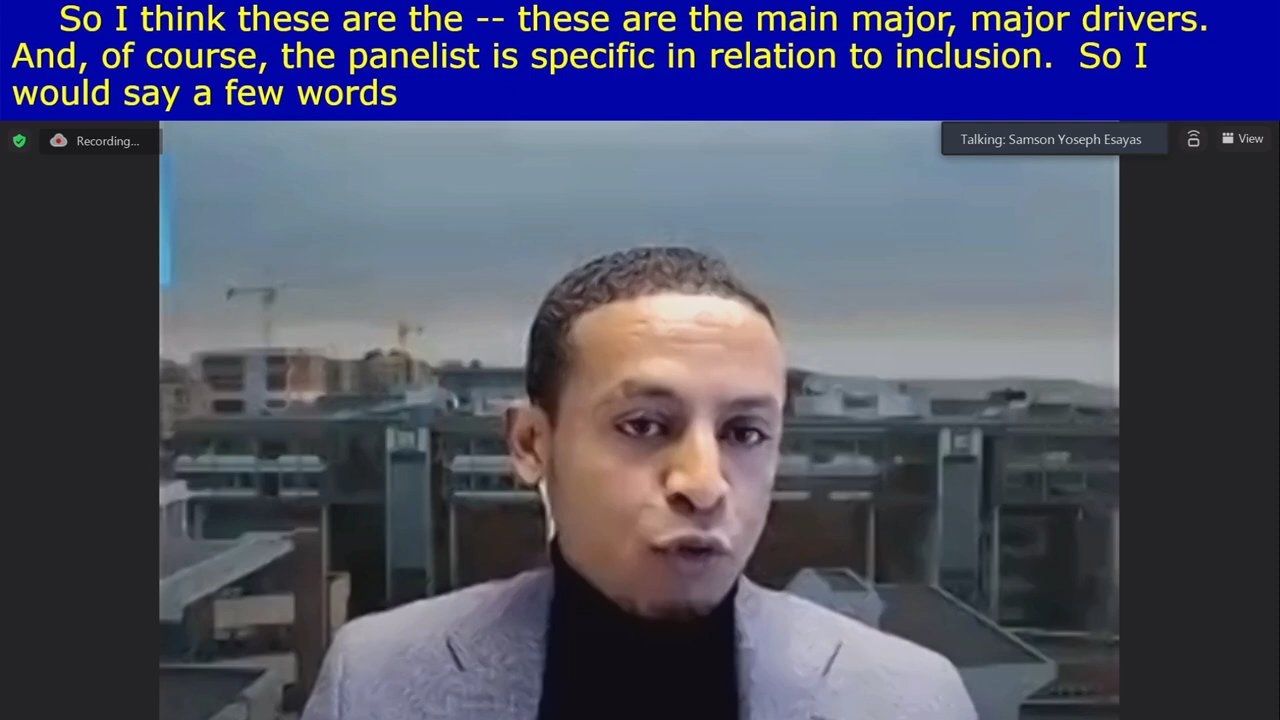 So I think these are the -- these are the main major, major drivers.
And, of course, the panelist is specific in relation to inclusion.  So I
would say a few words
Recording...
Talking: Samson Yoseph Esayas
View